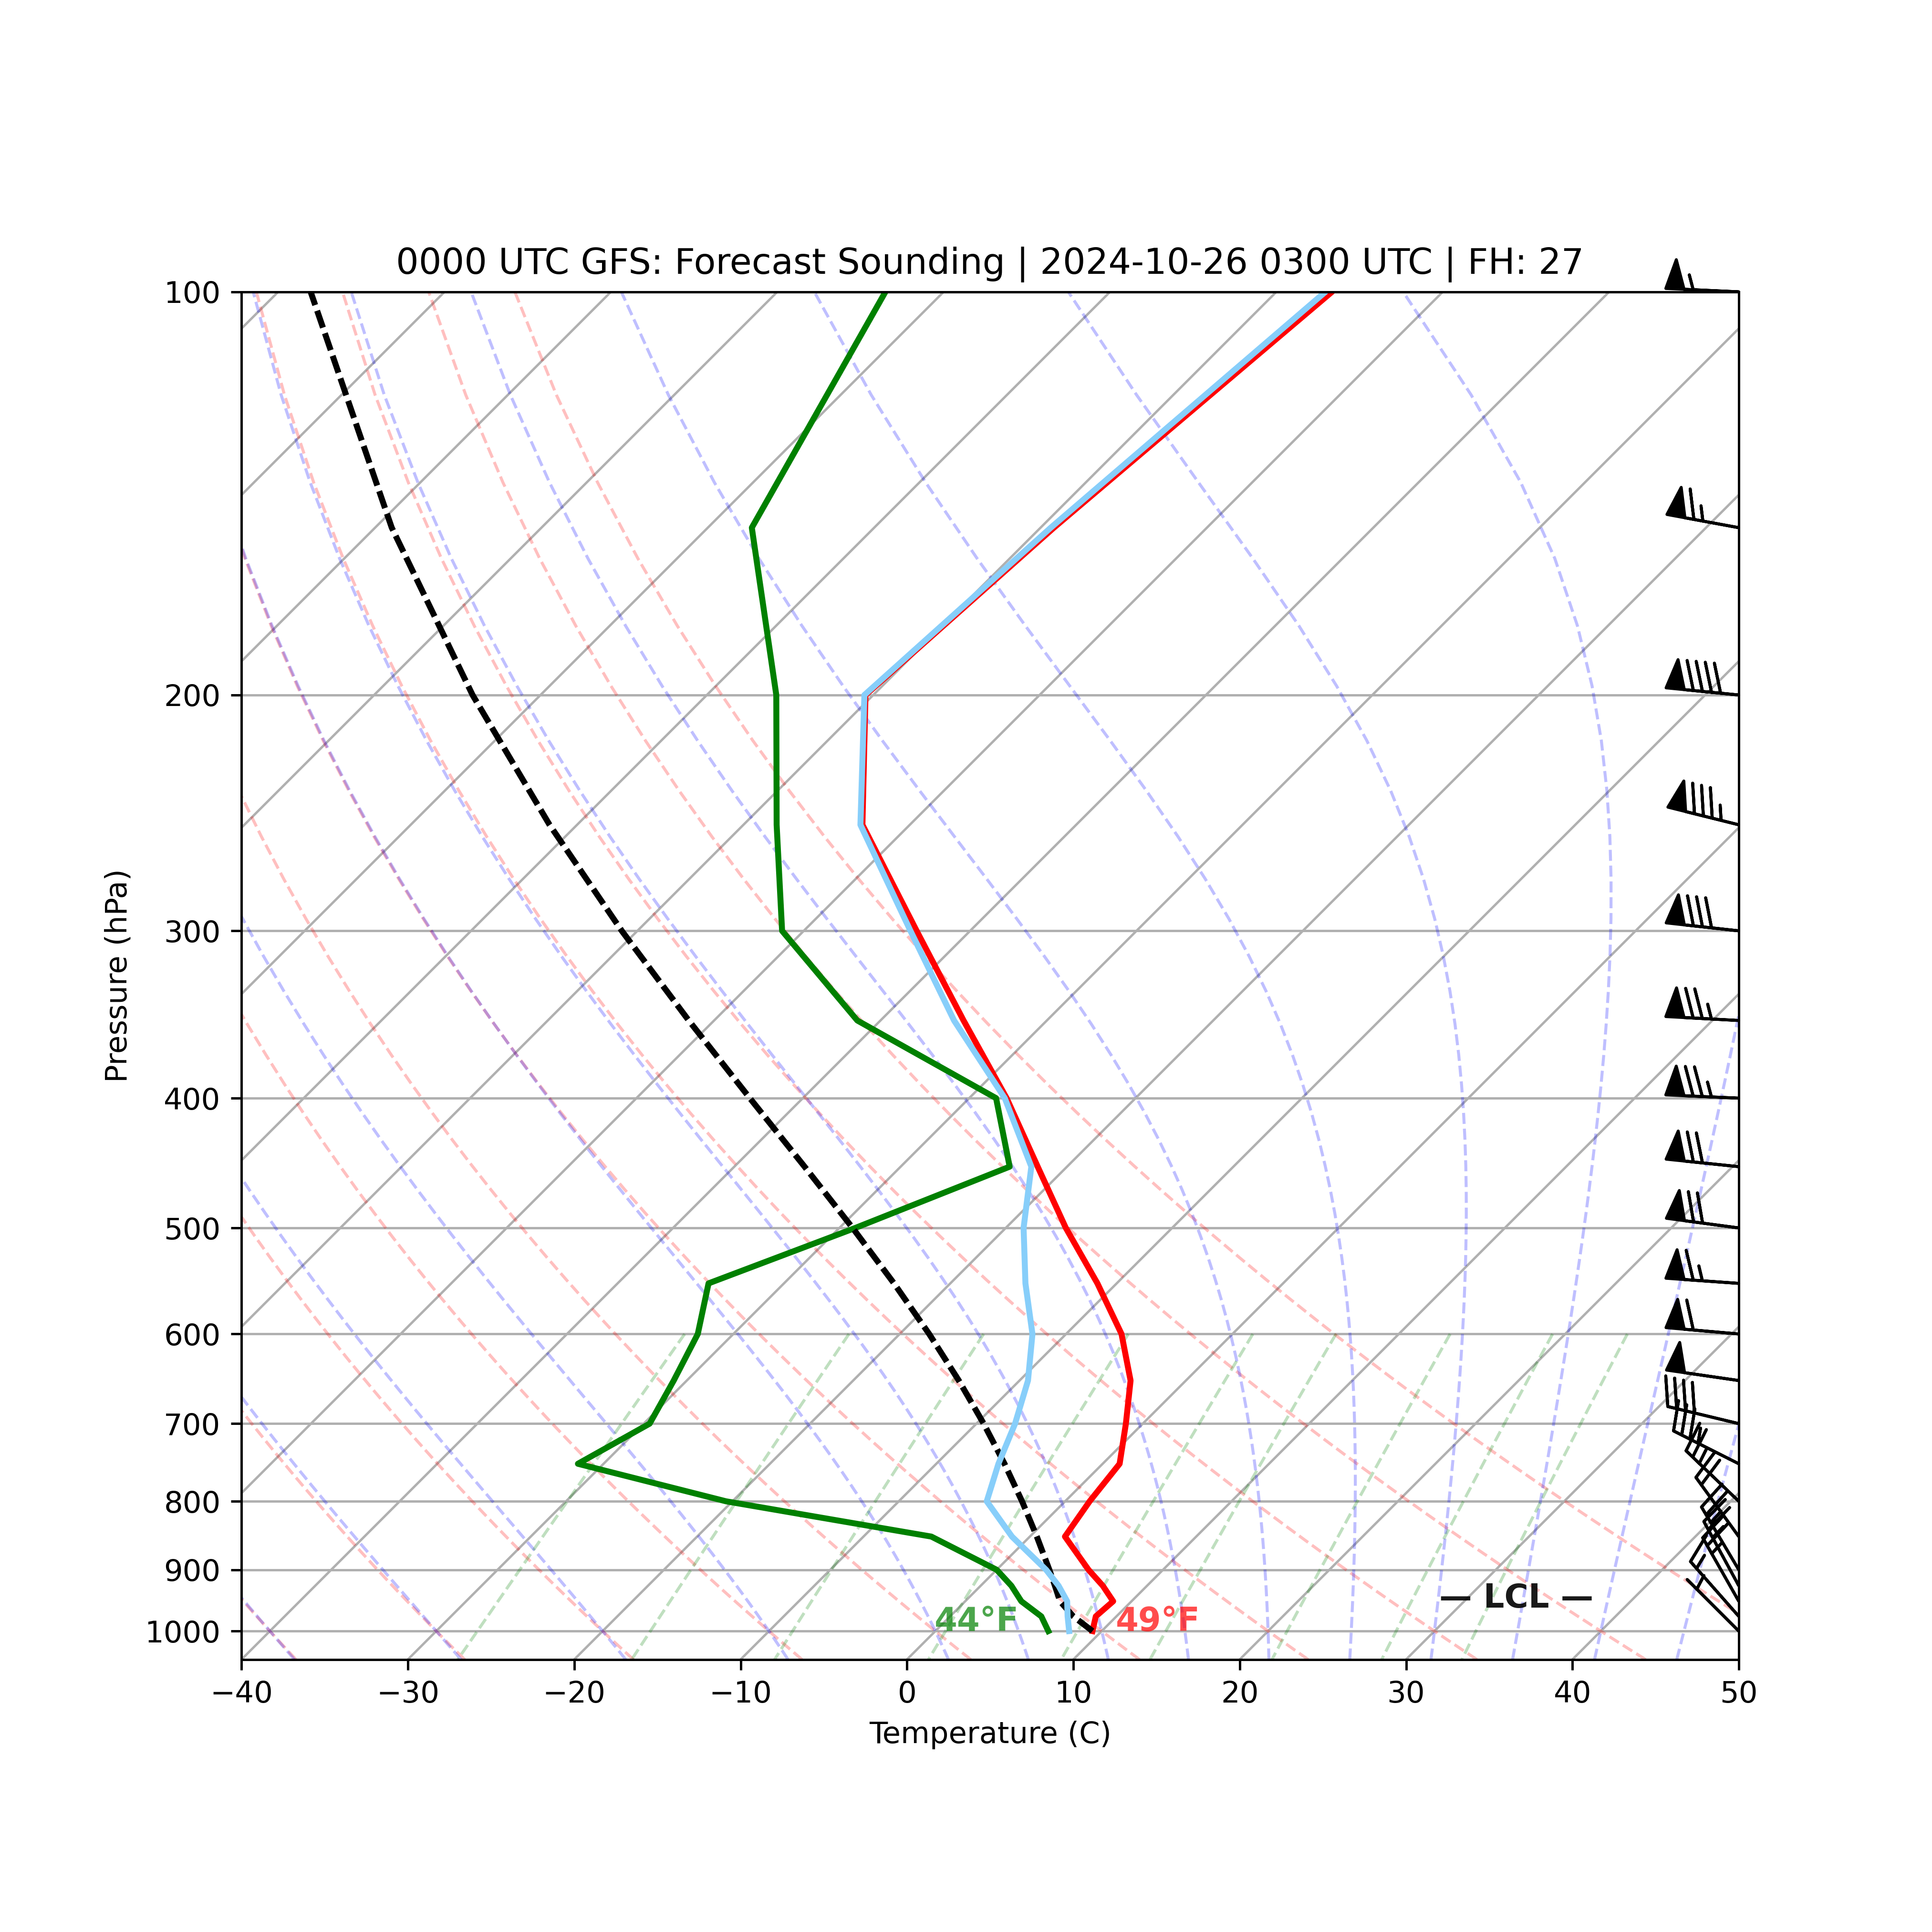 0000 UTC GFS: Forecast Sounding | 2024-10-26 0300 UTC | FH: 27
100
200
300
400
500
600
700
800
900
1000
Pressure (hPa)
44°F
49°F
— LCL —
−40 −30 −20 −10 0 10 20 30 40 50
Temperature (C)